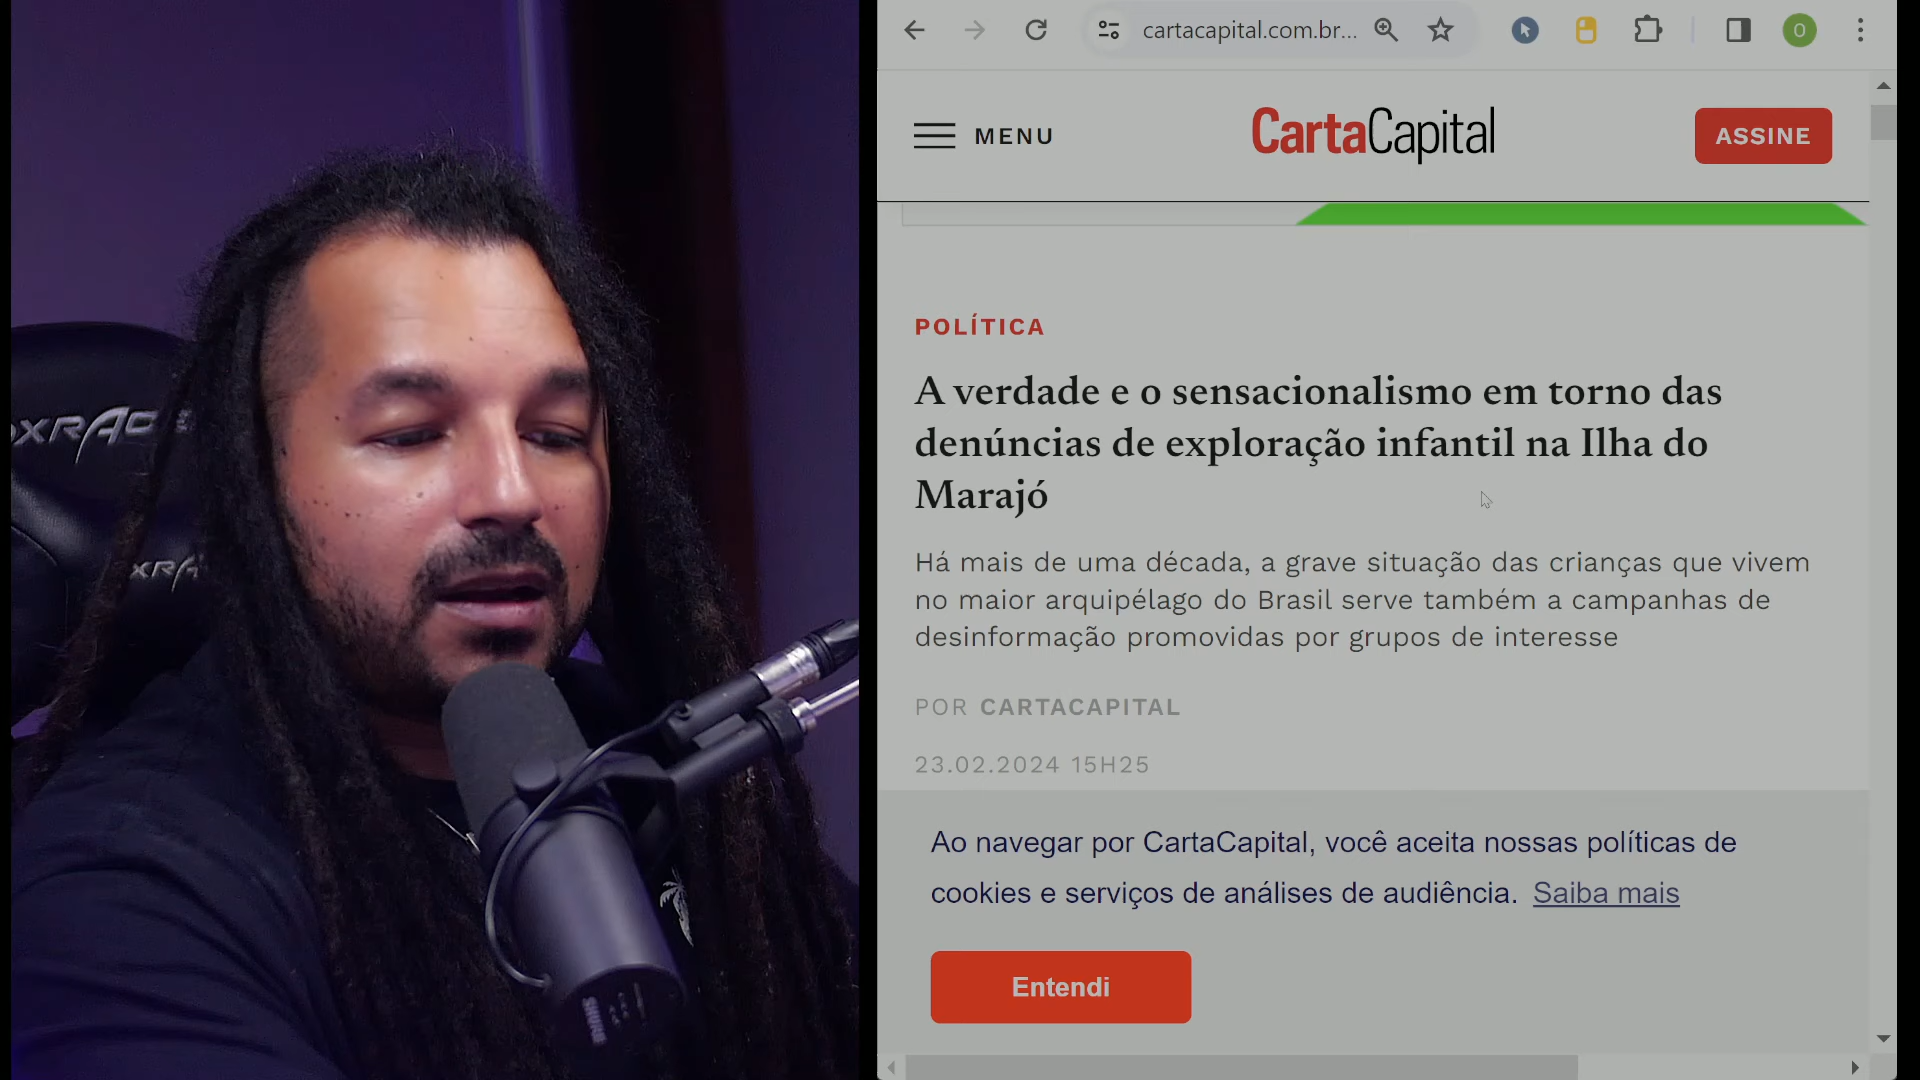 DXRAC
XRA
cartacapital.com.br...
O
MENU
CartaCapital
ASSINE
POLÍTICA
A verdade e o sensacionalismo em torno das
denúncias de exploração infantil na Ilha do
Marajó
Há mais de uma década, a grave situação das crianças que vivem
no maior arquipélago do Brasil serve também a campanhas de
desinformação promovidas por grupos de interesse
POR CARTACAPITAL
23.02.2024 15H25
Ao navegar por CartaCapital, você aceita nossas políticas de
cookies e serviços de análises de audiência. Saiba mais
Entendi
SHURE